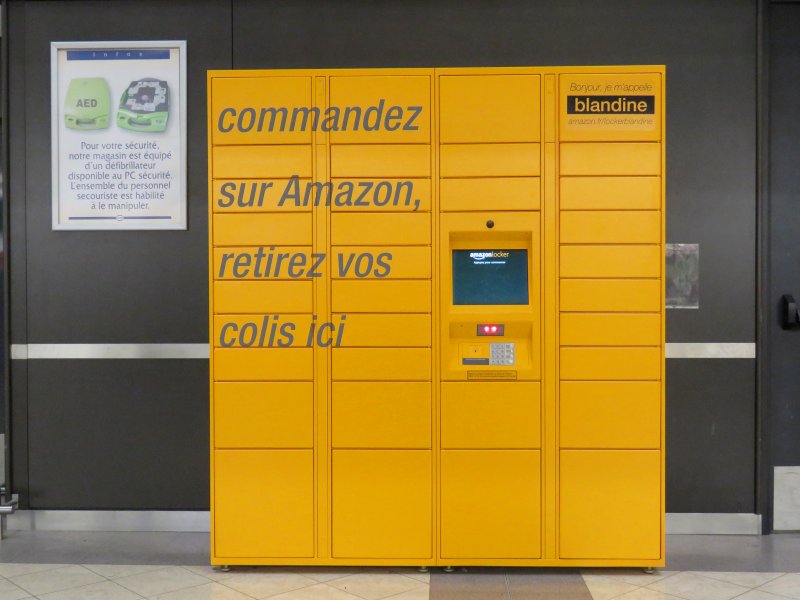 Infos
AED
Pour votre sécurité,
notre magasin est équipé
d'un défibrillateur
disponible au PC sécurité.
L'ensemble du personnel
secouriste est habilité
à le manipuler.
commandez
sur Amazon,
retirez vos
colis ici
Bonjour, je m'appelle
blandine
amazon.fr/lockerblandine
amazonlocker